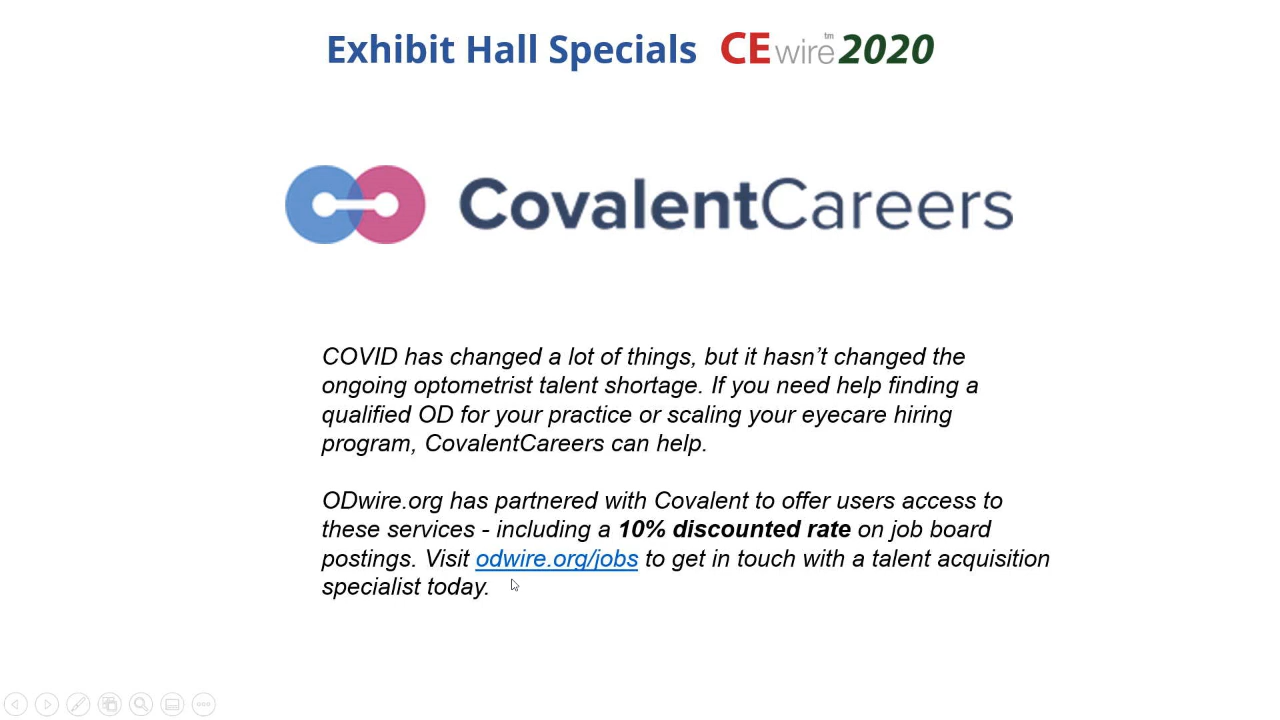 Exhibit Hall Specials CEwire™2020
CovalentCareers
COVID has changed a lot of things, but it hasn’t changed the
ongoing optometrist talent shortage. If you need help finding a
qualified OD for your practice or scaling your eyecare hiring
program, CovalentCareers can help.
ODwire.org has partnered with Covalent to offer users access to
these services - including a 10% discounted rate on job board
postings. Visit odwire.org/jobs to get in touch with a talent acquisition
specialist today.